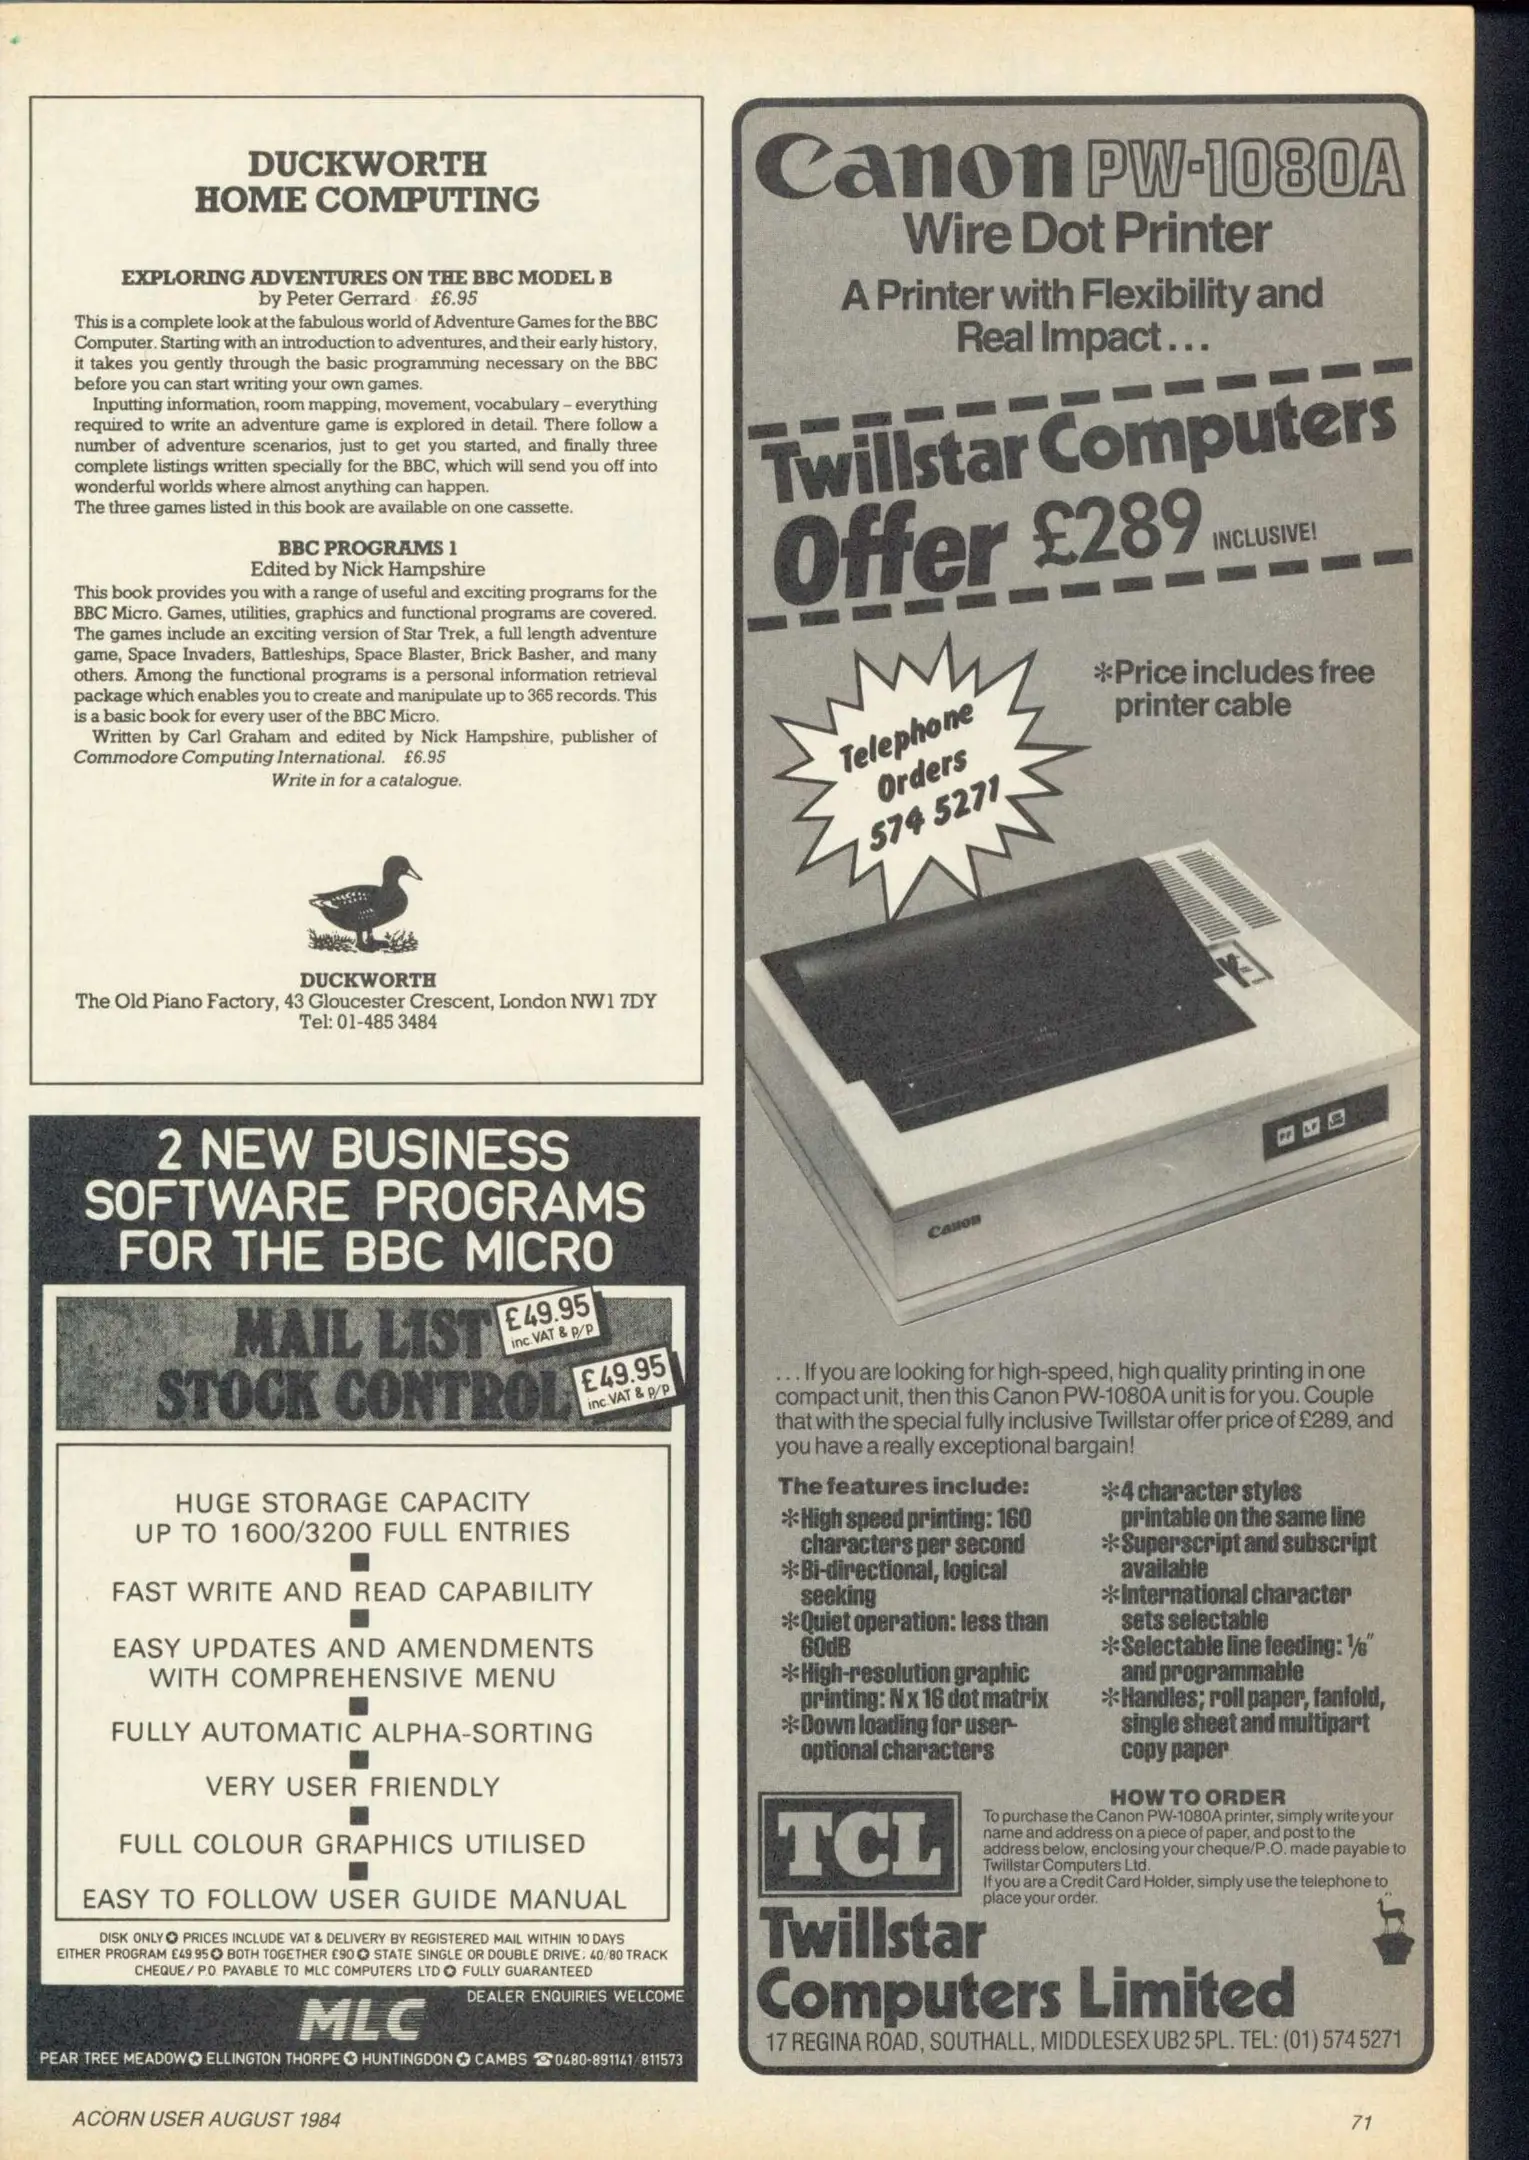 DUCKWORTH
HOME COMPUTING
EXPLORING ADVENTURES ON THE BBC MODEL B
by Peter Gerrard £6.95
This is a complete look at the fabulous world of Adventure Games for the BBC
Computer. Starting with an introduction to adventures, and their early history,
it takes you gently through the basic programming necessary on the BBC
before you can start writing your own games.
Inputting information, room mapping, movement, vocabulary – everything
required to write an adventure game is explored in detail. There follow a
number of adventure scenarios, just to get you started, and finally three
complete listings written specially for the BBC, which will send you off into
wonderful worlds where almost anything can happen.
The three games listed in this book are available on one cassette.
BBC PROGRAMS 1
Edited by Nick Hampshire
This book provides you with a range of useful and exciting programs for the
BBC Micro. Games, utilities, graphics and functional programs are covered.
The games include an exciting version of Star Trek, a full length adventure
game, Space Invaders, Battleships, Space Blaster, Brick Basher, and many
others. Among the functional programs is a personal information retrieval
package which enables you to create and manipulate up to 365 records. This
is a basic book for every user of the BBC Micro.
Written by Carl Graham and edited by Nick Hampshire, publisher of
Commodore Computing International. £6.95
Write in for a catalogue.
DUCKWORTH
The Old Piano Factory, 43 Gloucester Crescent, London NW1 7DY
Tel: 01-485 3484
2 NEW BUSINESS
SOFTWARE PROGRAMS
FOR THE BBC MICRO
MAIL LIST
£49.95
inc. VAT & p/p
STOCK CONTROL
£49.95
inc. VAT & p/p
HUGE STORAGE CAPACITY
UP TO 1600/3200 FULL ENTRIES
FAST WRITE AND READ CAPABILITY
EASY UPDATES AND AMENDMENTS
WITH COMPREHENSIVE MENU
FULLY AUTOMATIC ALPHA-SORTING
VERY USER FRIENDLY
FULL COLOUR GRAPHICS UTILISED
EASY TO FOLLOW USER GUIDE MANUAL
DISK ONLY✪ PRICES INCLUDE VAT & DELIVERY BY REGISTERED MAIL WITHIN 10 DAYS
EITHER PROGRAM £49.95✪ BOTH TOGETHER £90✪ STATE SINGLE OR DOUBLE DRIVE; 40/80 TRACK
CHEQUE/ P.O. PAYABLE TO MLC COMPUTERS LTD✪ FULLY GUARANTEED
DEALER ENQUIRIES WELCOME
MLC
PEAR TREE MEADOW✪ ELLINGTON THORPE✪ HUNTINGDON✪ CAMBS ☎0480-891141/811573
Canon PW-1080A
Wire Dot Printer
A Printer with Flexibility and
Real Impact...
Twillstar Computers
Offer £289 INCLUSIVE!
*Price includes free
printer cable
Telephone
Orders
574 5271
PF LF
Canon
... If you are looking for high-speed, high quality printing in one
compact unit, then this Canon PW-1080A unit is for you. Couple
that with the special fully inclusive Twillstar offer price of £289, and
you have a really exceptional bargain!
The features include:
*High speed printing: 160
characters per second
*Bi-directional, logical
seeking
*Quiet operation: less than
60dB
*High-resolution graphic
printing: N x 16 dot matrix
*Down loading for user-
optional characters
*4 character styles
printable on the same line
*Superscript and subscript
available
*International character
sets selectable
*Selectable line feeding: 1/6"
and programmable
*Handles; roll paper, fanfold,
single sheet and multipart
copy paper
TCL
HOW TO ORDER
To purchase the Canon PW-1080A printer, simply write your
name and address on a piece of paper, and post to the
address below, enclosing your cheque/P.O. made payable to
Twillstar Computers Ltd.
If you are a Credit Card Holder, simply use the telephone to
place your order.
Twillstar
Computers Limited
17 REGINA ROAD, SOUTHALL, MIDDLESEX UB2 5PL. TEL: (01) 574 5271
ACORN USER AUGUST 1984
71